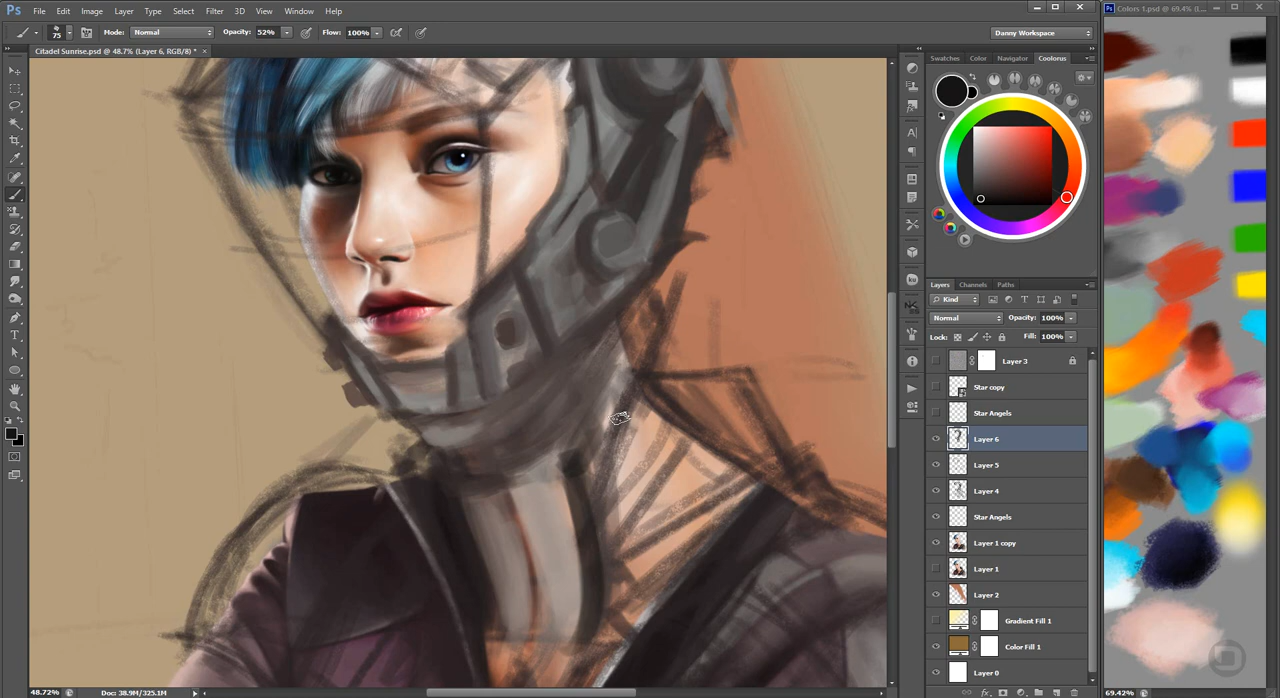 Ps File Edit Image Layer Type Select Filter 3D View Window Help
Colors 1.psd @ 69.4% (Layer
75 Mode: Normal Opacity: 52% Flow: 100% Danny Workspace
Citadel Sunrise.psd @ 48.7% (Layer 6, RGB/8) *
Swatches Color Navigator Coolorus
Layers Channels Paths
Kind
Normal Opacity: 100%
Lock: Fill: 100%
Layer 3
Star copy
Star Angels
Layer 6
Layer 5
Layer 4
Star Angels
Layer 1 copy
Layer 1
Layer 2
Gradient Fill 1
Color Fill 1
Layer 0
48.72% Doc: 38.9M/325.1M
69.42%